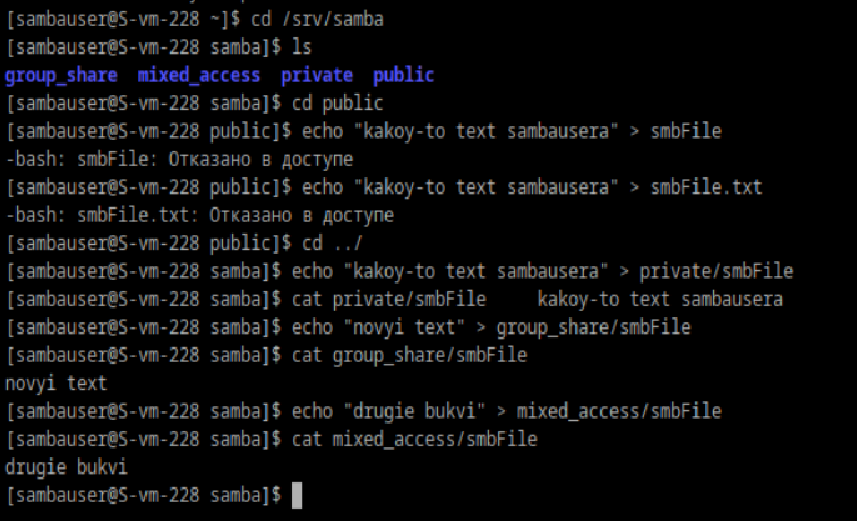 [sambauser@S-vm-228 ~]$ cd /srv/samba
[sambauser@S-vm-228 samba]$ ls
group_share  mixed_access  private  public
[sambauser@S-vm-228 samba]$ cd public
[sambauser@S-vm-228 public]$ echo "kakoy-to text sambausera" > smbFile
-bash: smbFile: Отказано в доступе
[sambauser@S-vm-228 public]$ echo "kakoy-to text sambausera" > smbFile.txt
-bash: smbFile.txt: Отказано в доступе
[sambauser@S-vm-228 public]$ cd ../
[sambauser@S-vm-228 samba]$ echo "kakoy-to text sambausera" > private/smbFile
[sambauser@S-vm-228 samba]$ cat private/smbFile     kakoy-to text sambausera
[sambauser@S-vm-228 samba]$ echo "novyi text" > group_share/smbFile
[sambauser@S-vm-228 samba]$ cat group_share/smbFile
novyi text
[sambauser@S-vm-228 samba]$ echo "drugie bukvi" > mixed_access/smbFile
[sambauser@S-vm-228 samba]$ cat mixed_access/smbFile
drugie bukvi
[sambauser@S-vm-228 samba]$